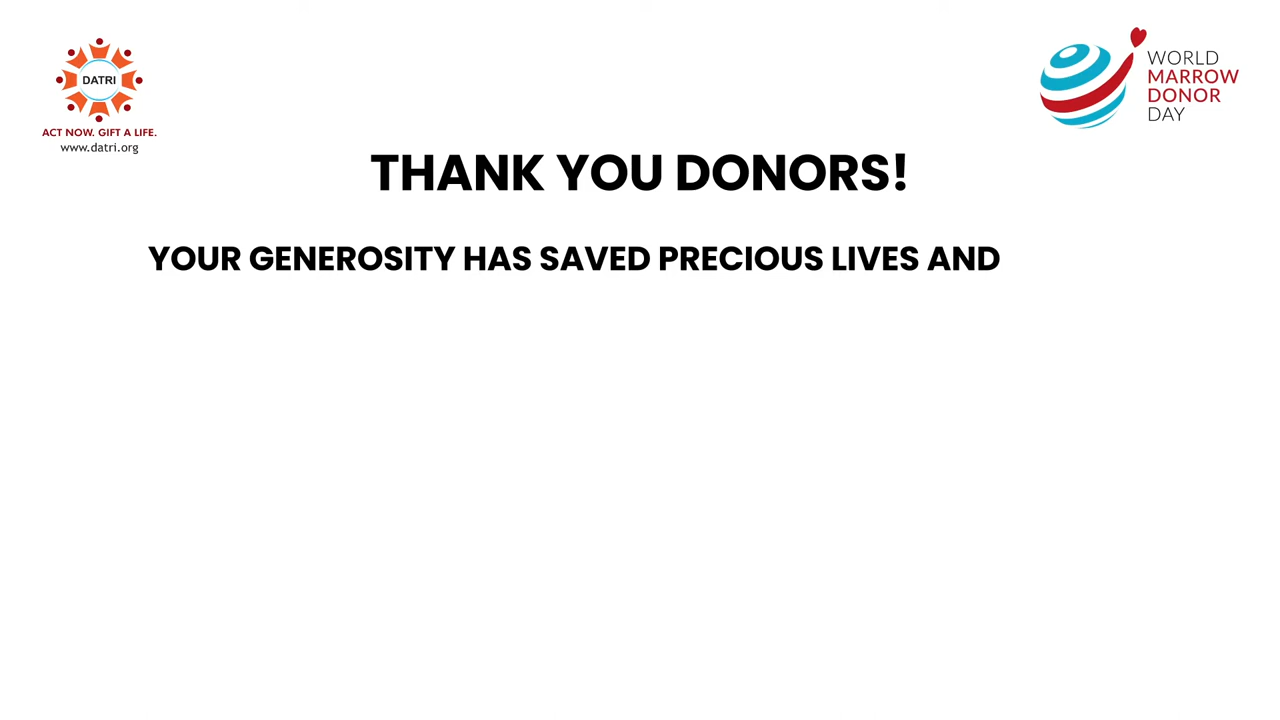 DATRI
ACT NOW. GIFT A LIFE.
www.datri.org
WORLD
MARROW
DONOR
DAY
THANK YOU DONORS!
YOUR GENEROSITY HAS SAVED PRECIOUS LIVES AND